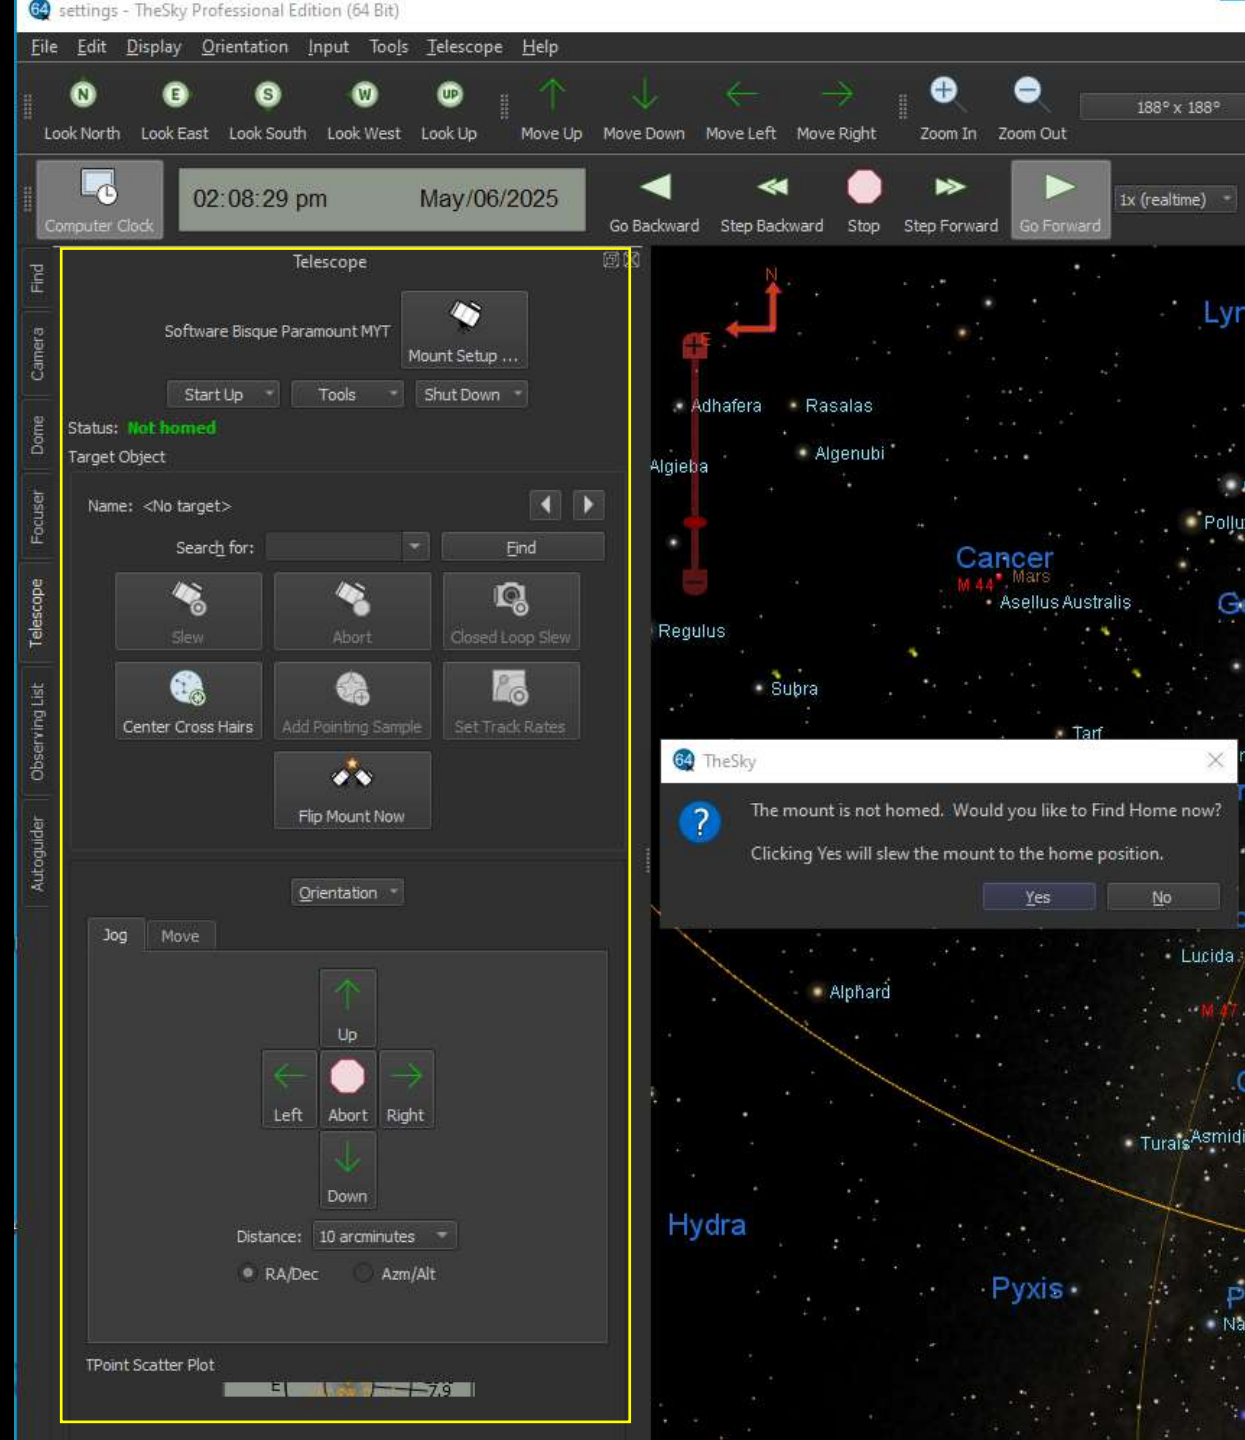 settings - TheSky Professional Edition (64 Bit)
File Edit Display Orientation Input Tools Telescope Help
N E S W UP
Look North Look East Look South Look West Look Up Move Up Move Down Move Left Move Right Zoom In Zoom Out 188° x 188°
Computer Clock 02:08:29 pm May/06/2025 Go Backward Step Backward Stop Step Forward Go Forward 1x (realtime)
Find
Camera
Dome
Focuser
Telescope
Observing List
Autoguider
Telescope
Software Bisque Paramount MYT
Mount Setup ...
Start Up Tools Shut Down
Status: Not homed
Target Object
Name: <No target>
Search for: Find
Slew Abort Closed Loop Slew
Center Cross Hairs Add Pointing Sample Set Track Rates
Flip Mount Now
Orientation
Jog Move
Up
Left Abort Right
Down
Distance: 10 arcminutes
RA/Dec Azm/Alt
TPoint Scatter Plot
E -7.9
N
E
Lyn
Adhafera Rasalas
Algenubi
Algieba
Pollu
Cancer
M 44 Mars
Asellus Australis
Regulus
Subra
Tarf
64 TheSky
The mount is not homed. Would you like to Find Home now?
Clicking Yes will slew the mount to the home position.
Yes No
Lucida
Alphard
M 47
Turais Asmidi
Hydra
Pyxis
P
Na